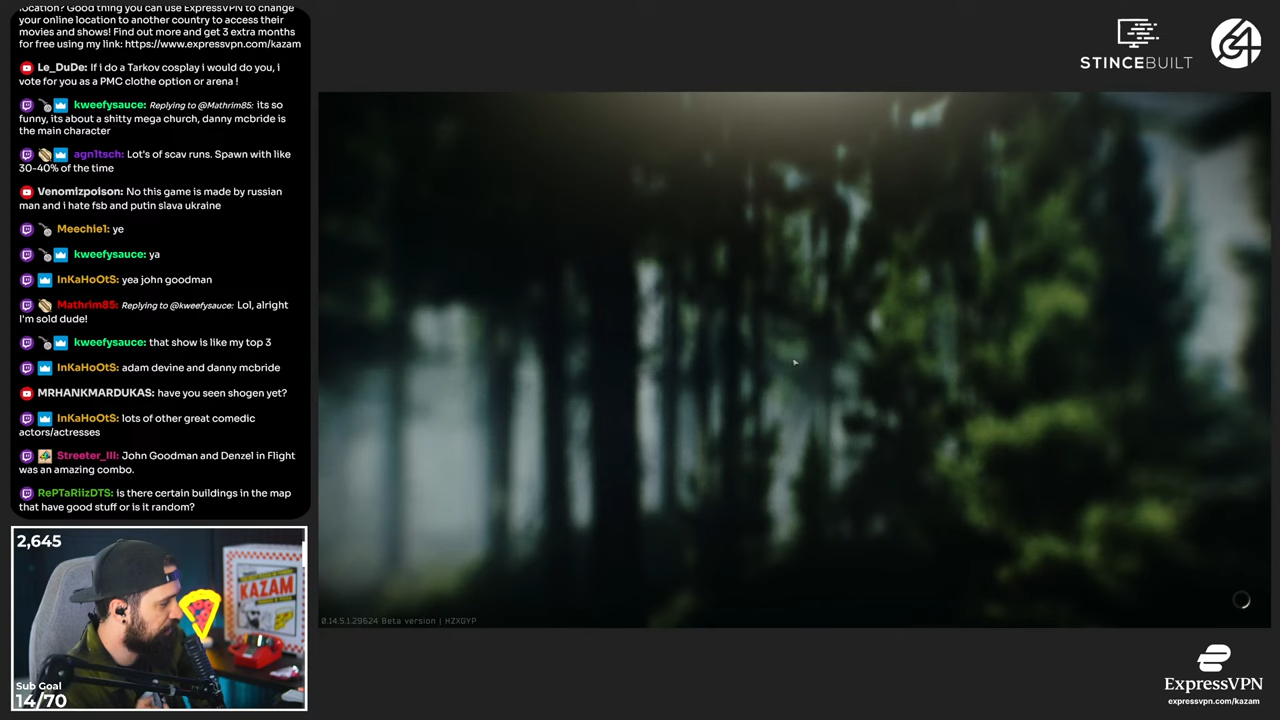 location? Good thing you can use ExpressVPN to change
your online location to another country to access their
movies and shows! Find out more and get 3 extra months
for free using my link: https://www.expressvpn.com/kazam
Le_DuDe: If i do a Tarkov cosplay i would do you, i
vote for you as a PMC clothe option or arena !
kweefysauce: Replying to @Mathrim85: its so
funny, its about a shitty mega church, danny mcbride is
the main character
agn1tsch: Lot's of scav runs. Spawn with like
30-40% of the time
Venomizpoison: No this game is made by russian
man and i hate fsb and putin slava ukraine
Meechie1: ye
kweefysauce: ya
InKaHoOtS: yea john goodman
Mathrim85: Replying to @kweefysauce: Lol, alright
I'm sold dude!
kweefysauce: that show is like my top 3
InKaHoOtS: adam devine and danny mcbride
MRHANKMARDUKAS: have you seen shogen yet?
InKaHoOtS: lots of other great comedic
actors/actresses
Streeter_III: John Goodman and Denzel in Flight
was an amazing combo.
RePTaRiizDTS: is there certain buildings in the map
that have good stuff or is it random?
2,645
KAZAM
Sub Goal
14/70
STINCEBUILT
G4
0.14.5.1.29624 Beta version | HZXGYP
ExpressVPN
expressvpn.com/kazam